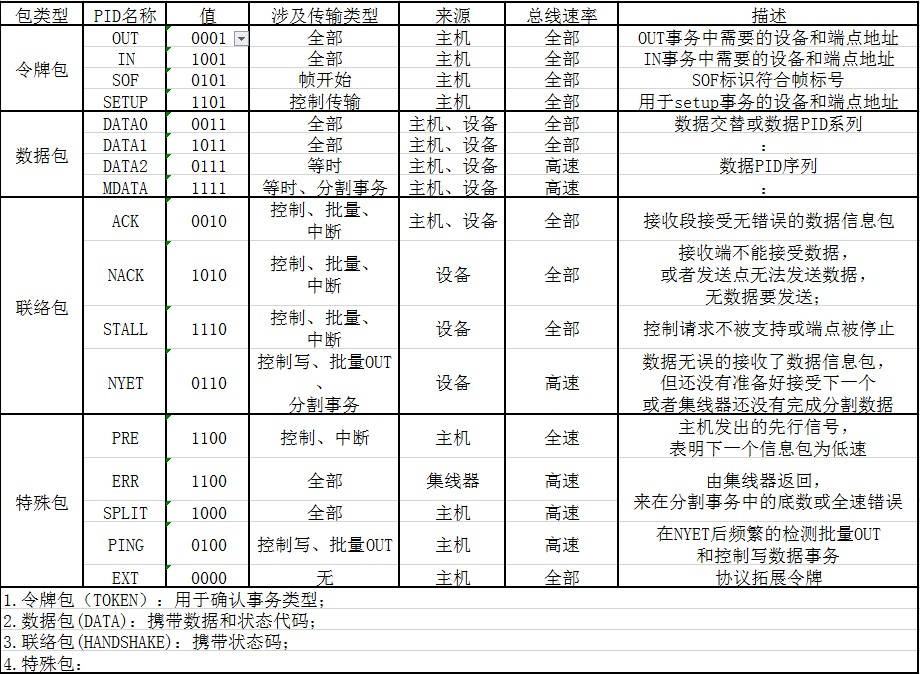 包类型 PID名称 值 涉及传输类型 来源 总线速率 描述
令牌包 OUT 0001 全部 主机 全部 OUT事务中需要的设备和端点地址
IN 1001 全部 主机 全部 IN事务中需要的设备和端点地址
SOF 0101 帧开始 主机 全部 SOF标识符合帧标号
SETUP 1101 控制传输 主机 全部 用于setup事务的设备和端点地址
数据包 DATA0 0011 全部 主机、设备 全部 数据交替或数据PID系列
DATA1 1011 全部 主机、设备 全部 :
DATA2 0111 等时 主机、设备 高速 数据PID序列
MDATA 1111 等时、分割事务 主机、设备 高速 :
联络包 ACK 0010 控制、批量、
中断 主机、设备 全部 接收段接受无错误的数据信息包
NACK 1010 控制、批量、
中断 设备 全部 接收端不能接受数据，
或者发送点无法发送数据，
无数据要发送；
STALL 1110 控制、批量、
中断 设备 全部 控制请求不被支持或端点被停止
NYET 0110 控制写、批量OUT
、
分割事务 设备 高速 数据无误的接收了数据信息包，
但还没有准备好接受下一个
或者集线器还没有完成分割数据
特殊包 PRE 1100 控制、中断 主机 全速 主机发出的先行信号，
表明下一个信息包为低速
ERR 1100 全部 集线器 高速 由集线器返回，
来在分割事务中的底数或全速错误
SPLIT 1000 全部 主机 高速
PING 0100 控制写、批量OUT 主机 高速 在NYET后频繁的检测批量OUT
和控制写数据事务
EXT 0000 无 主机 全部 协议拓展令牌
1.令牌包（TOKEN）：用于确认事务类型；
2.数据包(DATA)：携带数据和状态代码；
3.联络包(HANDSHAKE)：携带状态码；
4.特殊包：